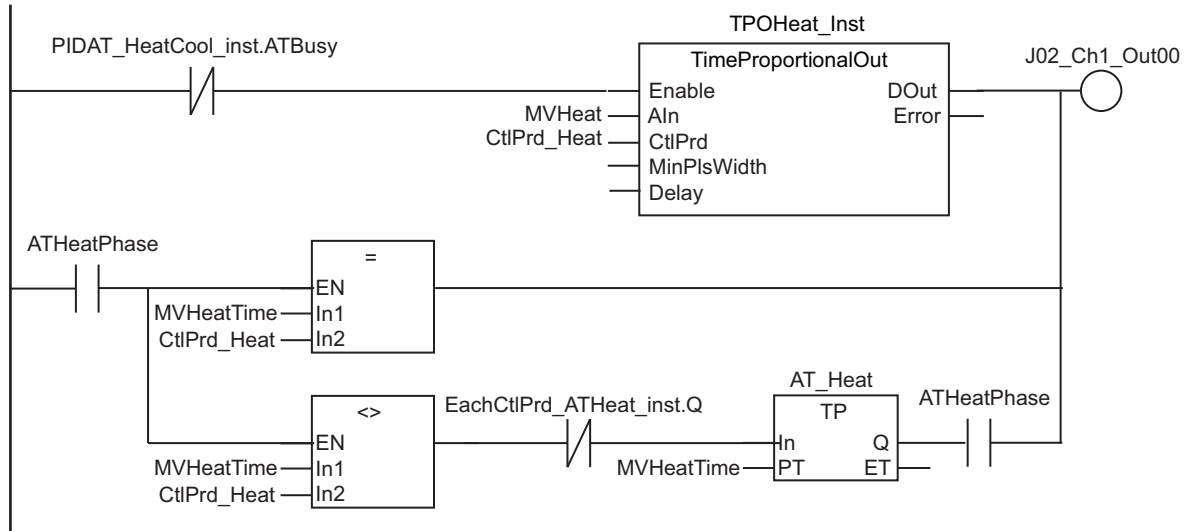 TPOHeat_Inst
PIDAT_HeatCool_inst.ATBusy
TimeProportionalOut
J02_Ch1_Out00
Enable DOut
MVHeat AIn Error
CtlPrd_Heat CtlPrd
MinPlsWidth
Delay
ATHeatPhase
=
EN
MVHeatTime In1
CtlPrd_Heat In2
AT_Heat
<> EachCtlPrd_ATHeat_inst.Q TP ATHeatPhase
EN In Q
MVHeatTime In1 MVHeatTime PT ET
CtlPrd_Heat In2